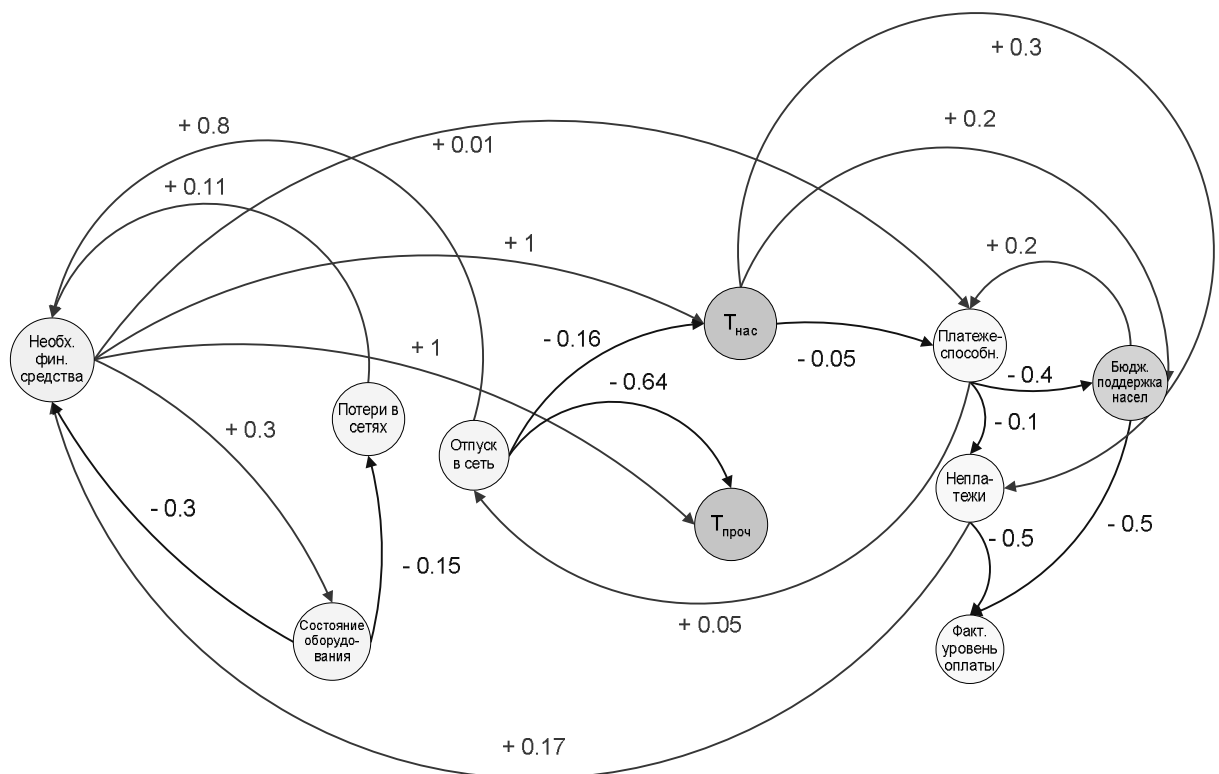 + 0.3
+ 0.2
+ 0.8
+ 0.01
+ 0.11
+ 1
+ 0.2
Необх.
фин.
средства
Т нас
Платеже-
способн.
- 0.16
- 0.05
+ 1
- 0.64
- 0.4
Бюдж.
поддержка
насел
Потери в
сетях
+ 0.3
Отпуск
в сеть
- 0.1
Непла-
тежи
- 0.3
Т проч
- 0.5
- 0.5
- 0.15
Состояние
оборудо-
вания
+ 0.05
Факт.
уровень
оплаты
+ 0.17